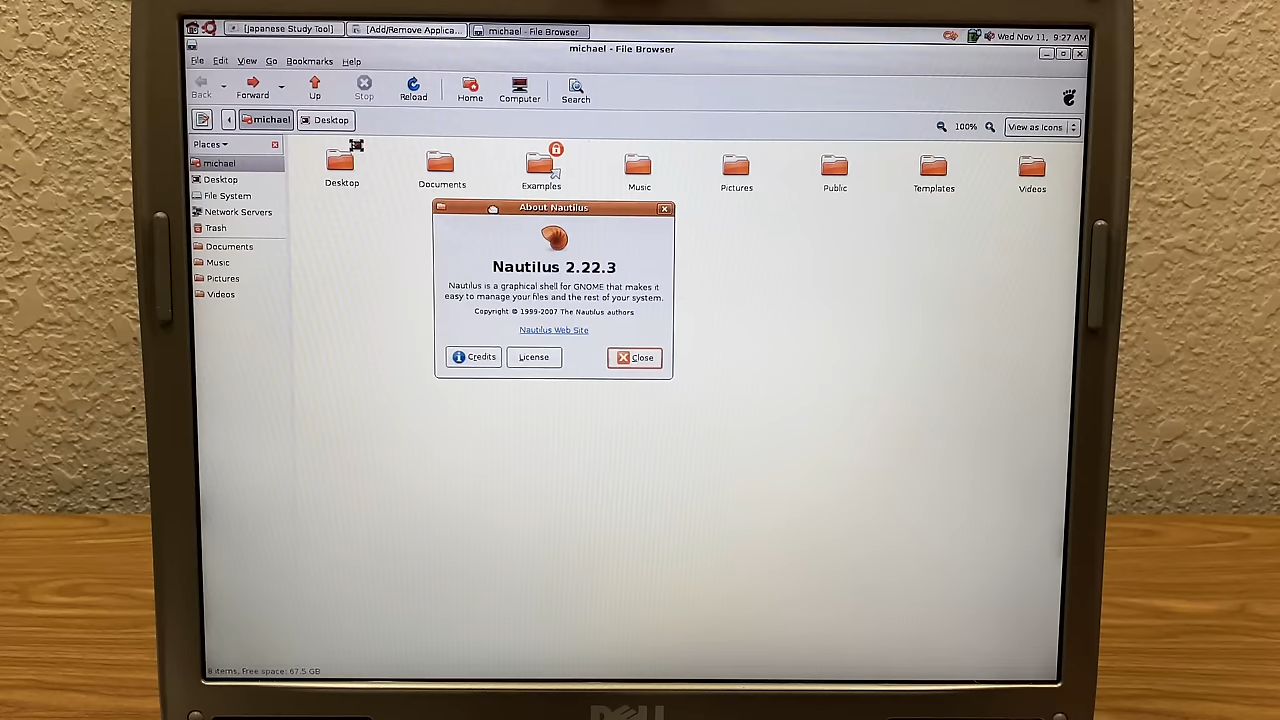 [Japanese Study Tool]
[Add/Remove Applica...
michael - File Browser
Wed Nov 11, 9:27 AM
michael - File Browser
File Edit View Go Bookmarks Help
Back Forward Up Stop Reload Home Computer Search
michael Desktop 100% View as Icons
Places
michael
Desktop
File System
Network Servers
Trash
Documents
Music
Pictures
Videos
Desktop Documents Examples Music Pictures Public Templates Videos
About Nautilus
Nautilus 2.22.3
Nautilus is a graphical shell for GNOME that makes it
easy to manage your files and the rest of your system.
Copyright © 1999-2007 The Nautilus authors
Nautilus Web Site
Credits License Close
8 items, Free space: 67.5 GB
DELL